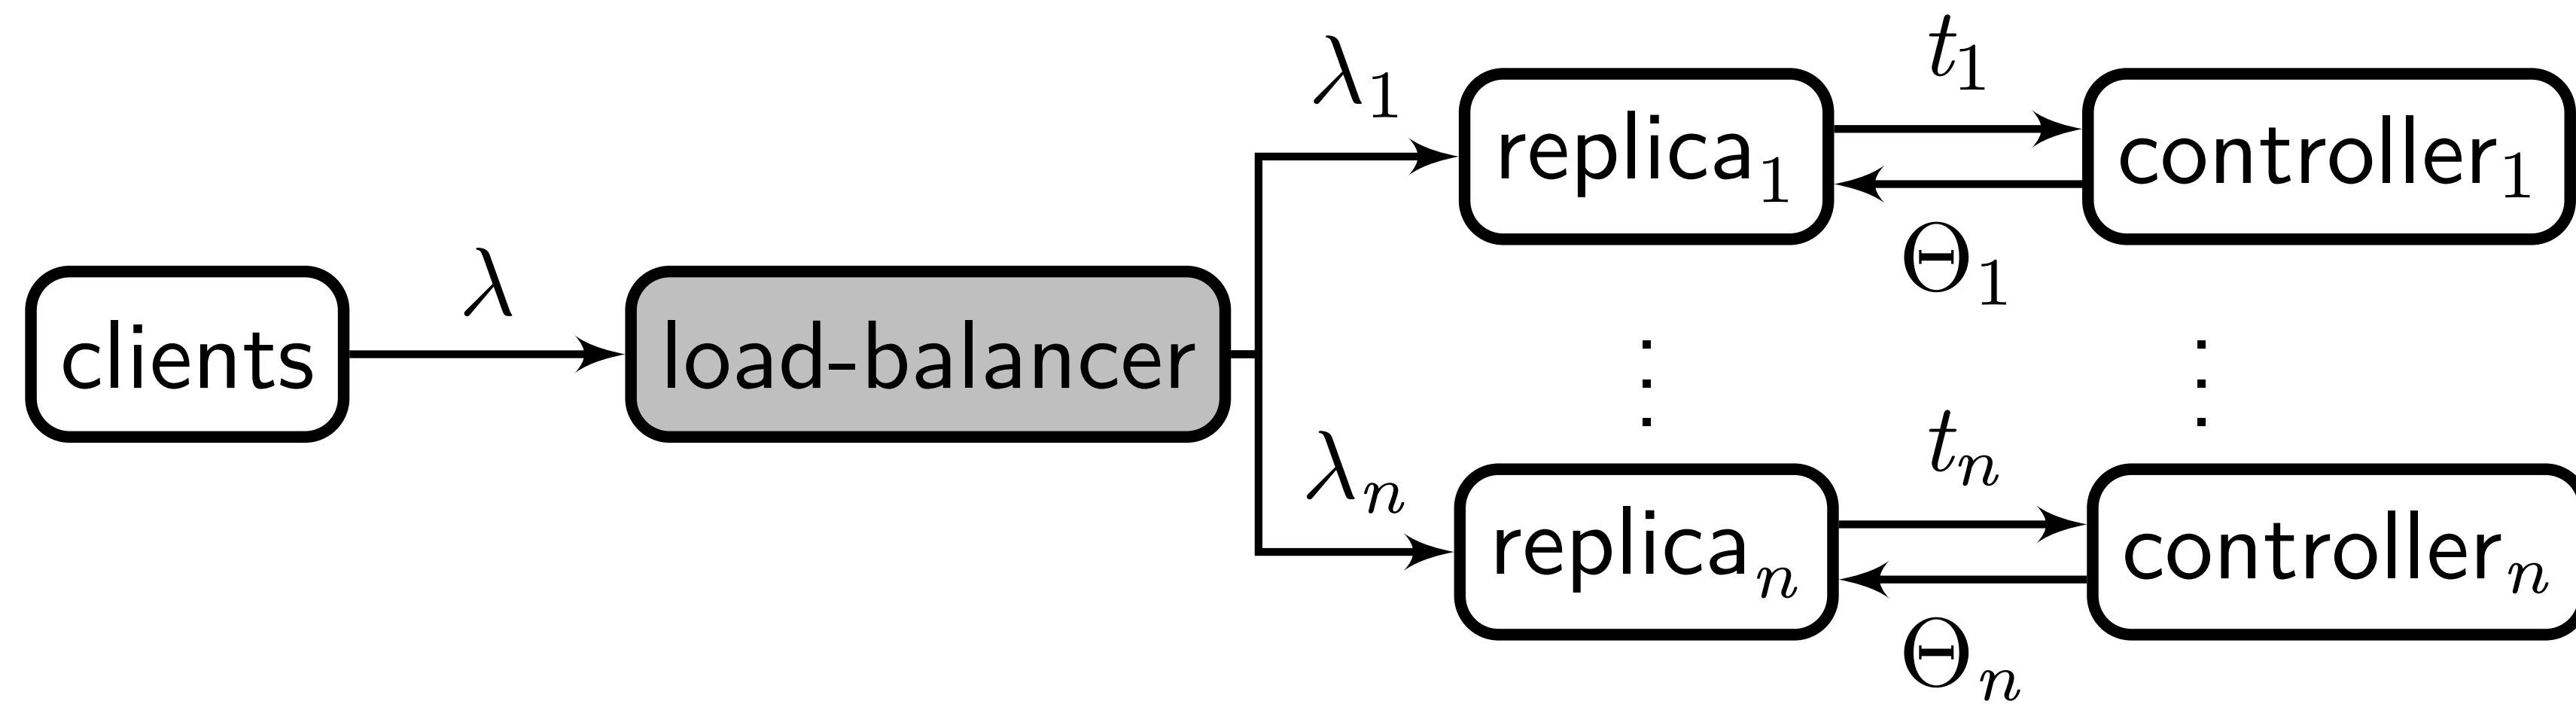 clients
λ
load-balancer
λ₁
replica₁
t₁
Θ₁
controller₁
⋮
⋮
λₙ
replicaₙ
tₙ
Θₙ
controllerₙ